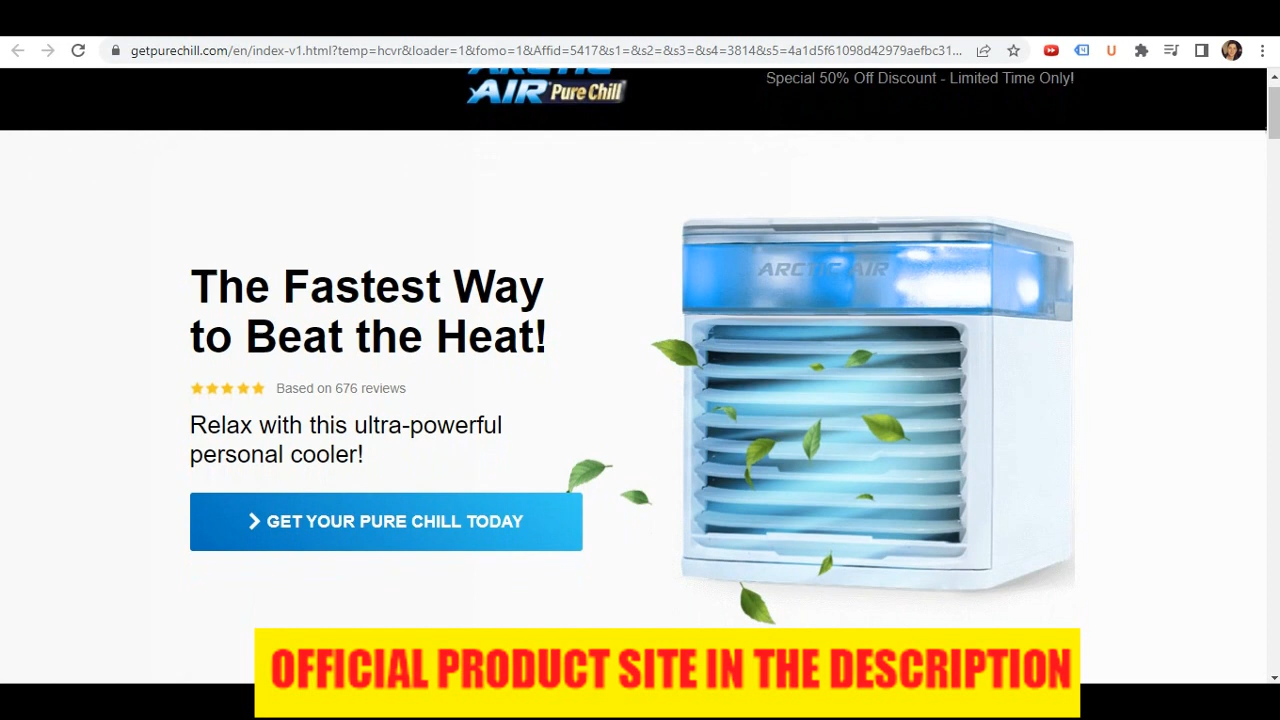 getpurechill.com/en/index-v1.html?temp=hcvr&loader=1&fomo=1&Affid=5417&s1=&s2=&s3=&s4=3814&s5=4a1d5f61098d42979aefbc31...
ARCTIC
AIR Pure Chill
Special 50% Off Discount - Limited Time Only!
ARCTIC AIR
The Fastest Way
to Beat the Heat!
Based on 676 reviews
Relax with this ultra-powerful
personal cooler!
GET YOUR PURE CHILL TODAY
OFFICIAL PRODUCT SITE IN THE DESCRIPTION